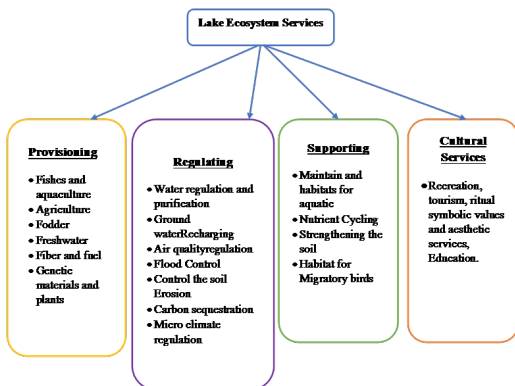 Lake Ecosystem Services
Provisioning
• Fishes and
aquaculture
• Agriculture
• Fodder
• Freshwater
• Fiber and fuel
• Genetic
materials and
plants
Regulating
• Water regulation and
purification
• Ground
waterRecharging
• Air qualityregulation
• Flood Control
• Control the soil
Erosion
• Carbon sequestration
• Micro climate
regulation
Supporting
• Maintain and
habitats for
aquatic
• Nutrient Cycling
• Strengthening the
soil
• Habitat for
Migratory birds
Cultural
Services
• Recreation,
tourism, ritual
symbolic values
and aesthetic
services,
Education.